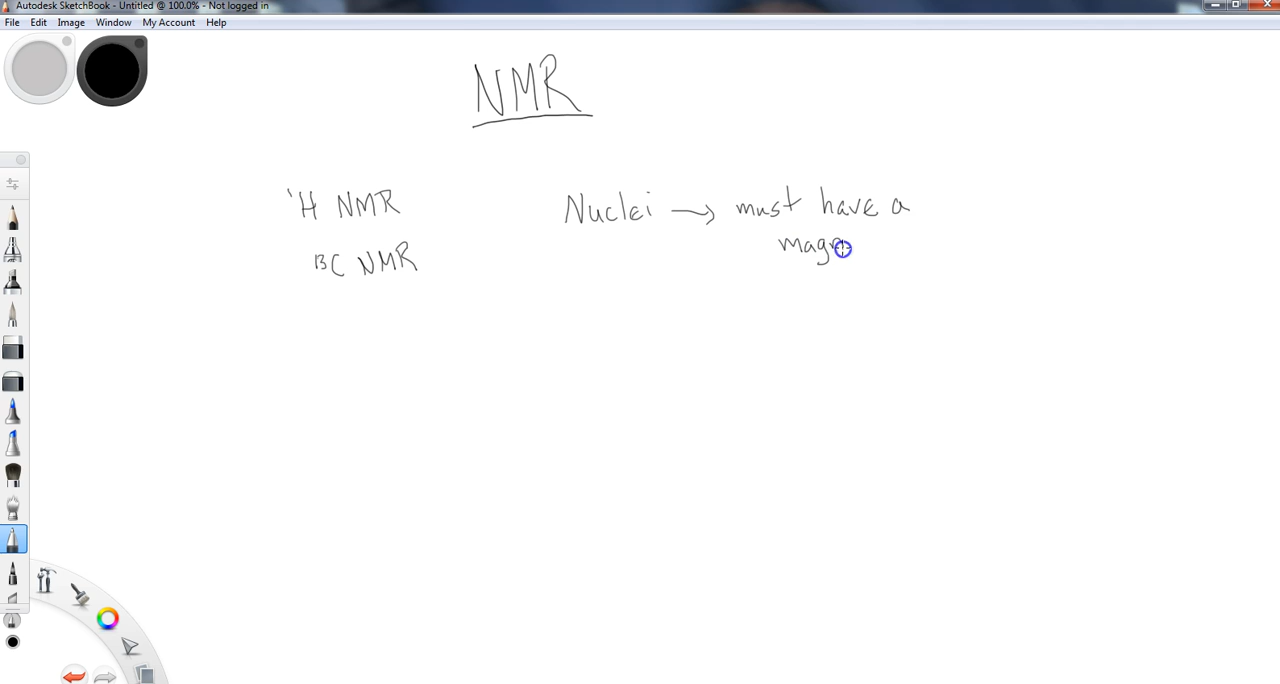 Autodesk SketchBook - Untitled @ 100.0% - Not logged in
File Edit Image Window My Account Help
NMR
¹H NMR
¹³C NMR
Nuclei → must have a
magn